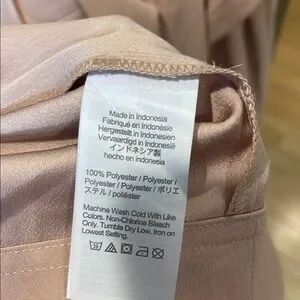 Made in Indonesia
Fabriqué en Indonésie
Hergestellt in Indonesien
Vervaardigd in Indonesië
インドネシア製
hecho en indonesia
100% Polyester / Polyester /
Polyester / Polyester / ポリエ
ステル / poliéster
Machine Wash Cold With Like
Colors. Non-Chlorine Bleach
Only. Tumble Dry Low. Iron on
Lowest Setting.